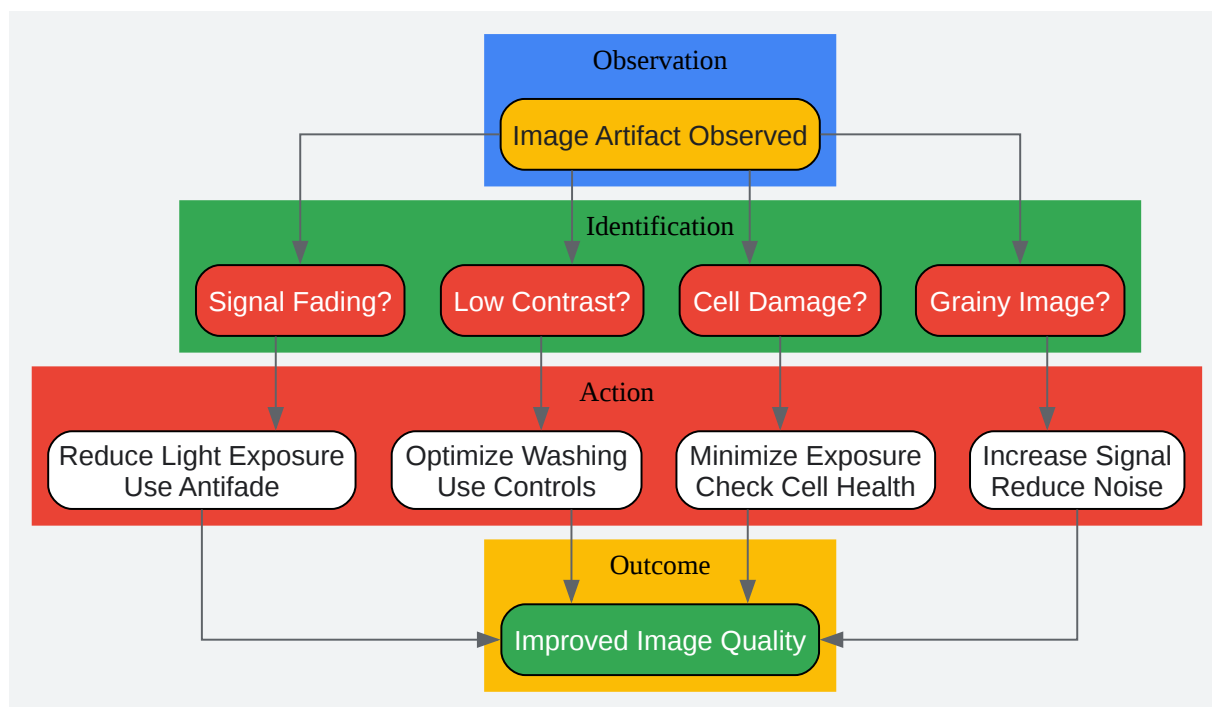 Observation
Image Artifact Observed
Identification
Signal Fading?
Low Contrast?
Cell Damage?
Grainy Image?
Action
Reduce Light Exposure
Use Antifade
Optimize Washing
Use Controls
Minimize Exposure
Check Cell Health
Increase Signal
Reduce Noise
Outcome
Improved Image Quality